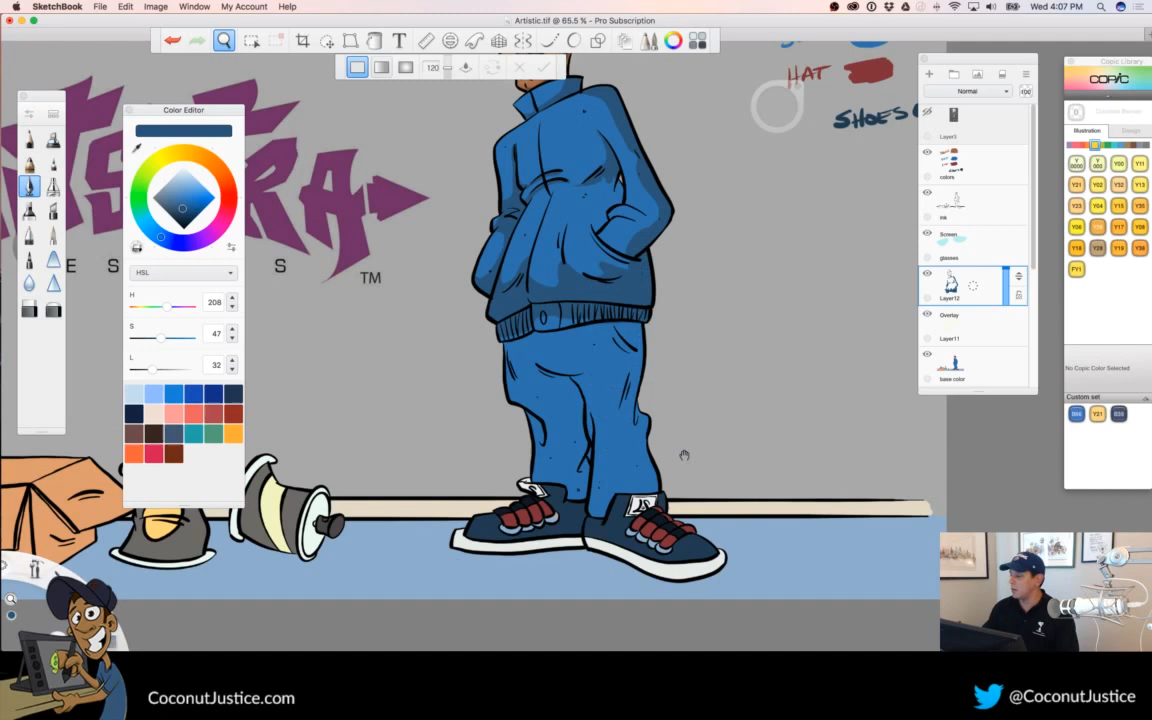 SketchBook File Edit Image Window My Account Help Wed 4:07 PM
Artistic.tif @ 65.5 % - Pro Subscription
T
120
HAT
SHOES
E S S
TM
Color Editor
HSL
H 208
S 47
L 32
Normal 100
Layer3
colors
ink
Screen
glasses
Layer12
Overlay
Layer11
base color
Copic Library
COPIC
0
Illustration Design
Y0000 Y000 Y00 Y11
Y21 Y02 Y32 Y13
Y23 Y04 Y15 Y35
Y06 Y26 Y17 Y08
Y18 Y28 Y19 Y38
FY1
No Copic Color Selected
Custom set
Y21
CoconutJustice.com
@CoconutJustice